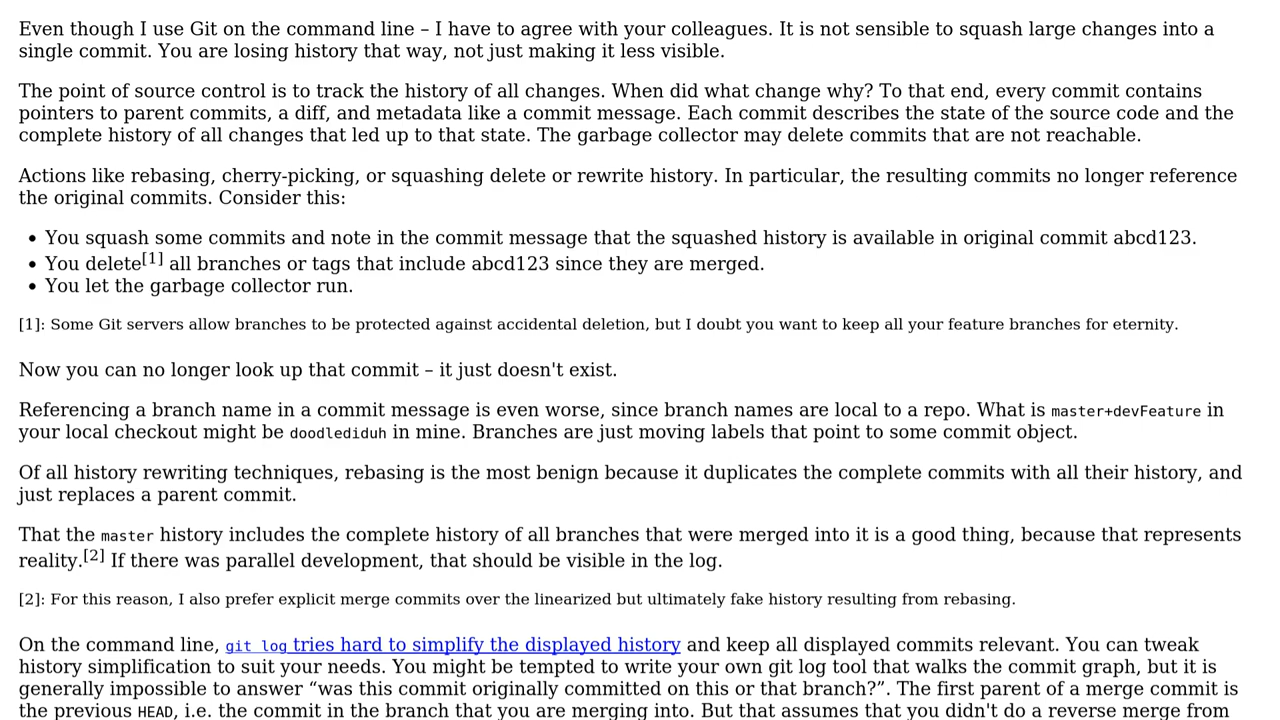 Even though I use Git on the command line – I have to agree with your colleagues. It is not sensible to squash large changes into a
single commit. You are losing history that way, not just making it less visible.
The point of source control is to track the history of all changes. When did what change why? To that end, every commit contains
pointers to parent commits, a diff, and metadata like a commit message. Each commit describes the state of the source code and the
complete history of all changes that led up to that state. The garbage collector may delete commits that are not reachable.
Actions like rebasing, cherry-picking, or squashing delete or rewrite history. In particular, the resulting commits no longer reference
the original commits. Consider this:
• You squash some commits and note in the commit message that the squashed history is available in original commit abcd123.
• You delete[1] all branches or tags that include abcd123 since they are merged.
• You let the garbage collector run.
[1]: Some Git servers allow branches to be protected against accidental deletion, but I doubt you want to keep all your feature branches for eternity.
Now you can no longer look up that commit – it just doesn't exist.
Referencing a branch name in a commit message is even worse, since branch names are local to a repo. What is master+devFeature in
your local checkout might be doodlediduh in mine. Branches are just moving labels that point to some commit object.
Of all history rewriting techniques, rebasing is the most benign because it duplicates the complete commits with all their history, and
just replaces a parent commit.
That the master history includes the complete history of all branches that were merged into it is a good thing, because that represents
reality.[2] If there was parallel development, that should be visible in the log.
[2]: For this reason, I also prefer explicit merge commits over the linearized but ultimately fake history resulting from rebasing.
On the command line, git log tries hard to simplify the displayed history and keep all displayed commits relevant. You can tweak
history simplification to suit your needs. You might be tempted to write your own git log tool that walks the commit graph, but it is
generally impossible to answer “was this commit originally committed on this or that branch?”. The first parent of a merge commit is
the previous HEAD, i.e. the commit in the branch that you are merging into. But that assumes that you didn't do a reverse merge from